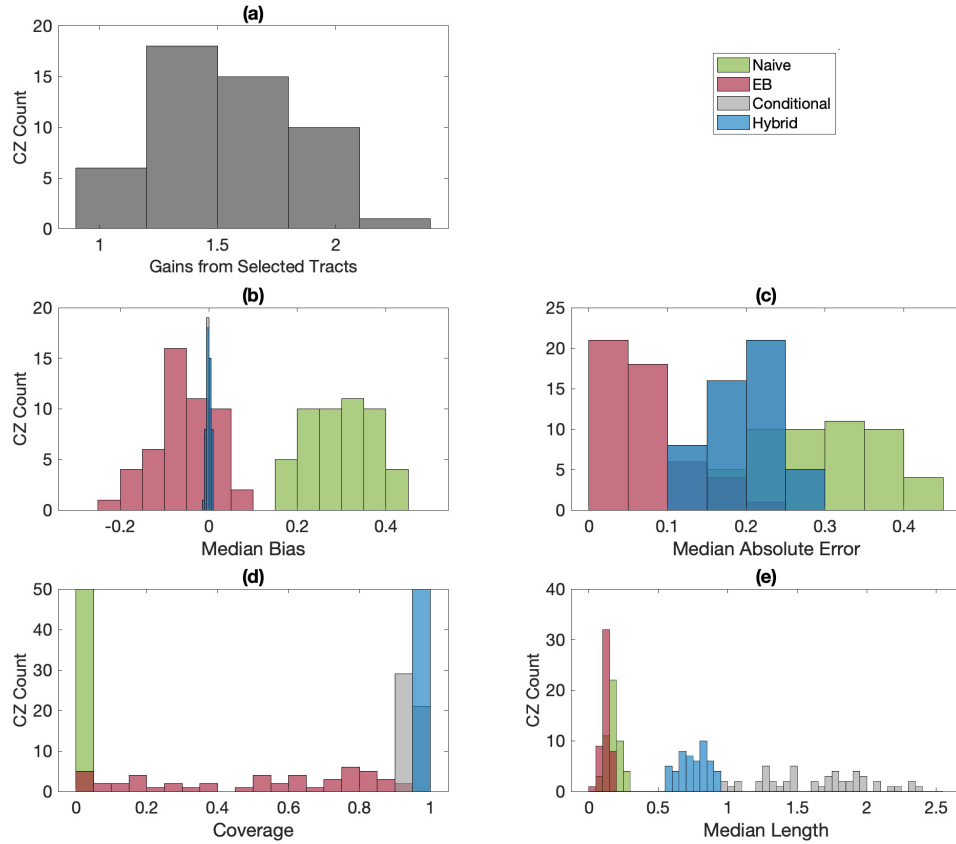 (a)
20
15
10
5
0
CZ Count
1
1.5
2
Gains from Selected Tracts
Naive
EB
Conditional
Hybrid
(b)
20
15
10
5
0
CZ Count
-0.2
0
0.2
0.4
Median Bias
(c)
25
20
15
10
5
0
CZ Count
0
0.1
0.2
0.3
0.4
Median Absolute Error
(d)
50
40
30
20
10
0
CZ Count
0
0.2
0.4
0.6
0.8
1
Coverage
(e)
40
30
20
10
0
CZ Count
0
0.5
1
1.5
2
2.5
Median Length